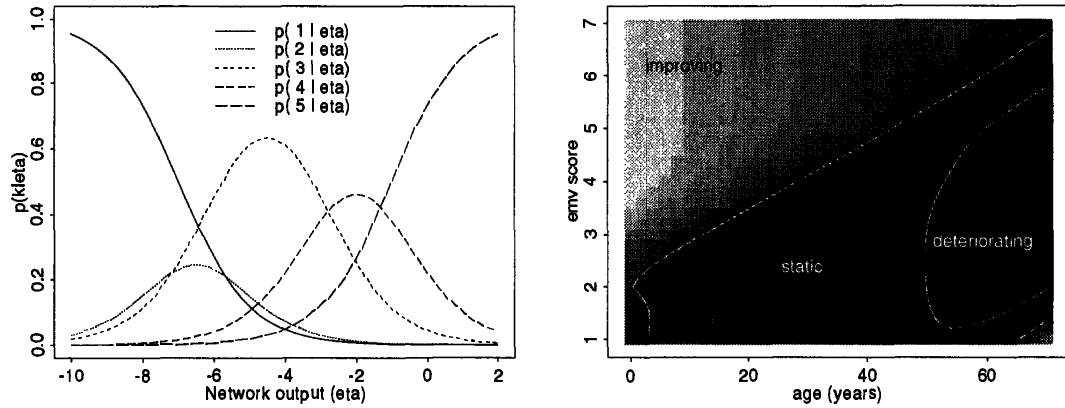 p( 1 l eta)
p( 2 l eta)
p( 3 l eta)
p( 4 l eta)
p( 5 l eta)
p(kleta)
0.0 0.2 0.4 0.6 0.8 1.0
-10 -8 -6 -4 -2 0 2
Network output (eta)
improving
static
deteriorating
emv score
1 2 3 4 5 6 7
0 20 40 60
age (years)